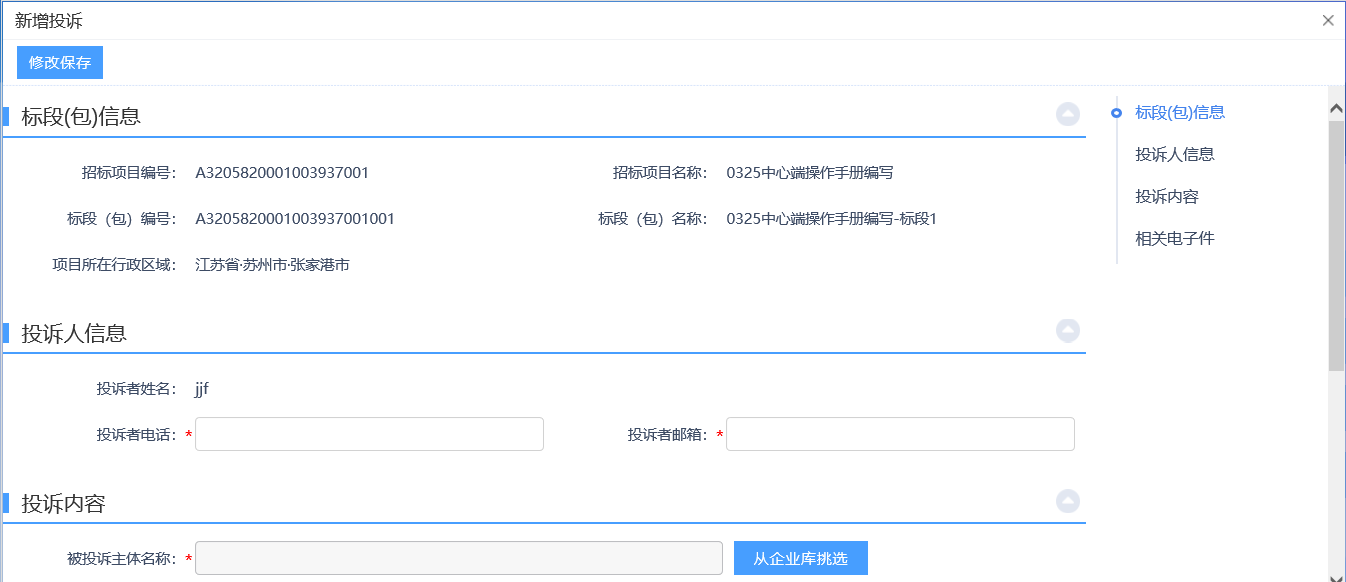 新增投诉
修改保存
标段(包)信息
招标项目编号： A3205820001003937001 招标项目名称： 0325中心端操作手册编写
标段（包）编号： A3205820001003937001001 标段（包）名称： 0325中心端操作手册编写-标段1
项目所在行政区域： 江苏省·苏州市·张家港市
投诉人信息
投诉者姓名： jjf
投诉者电话：* 投诉者邮箱：*
投诉内容
被投诉主体名称：* 从企业库挑选
标段(包)信息
投诉人信息
投诉内容
相关电子件